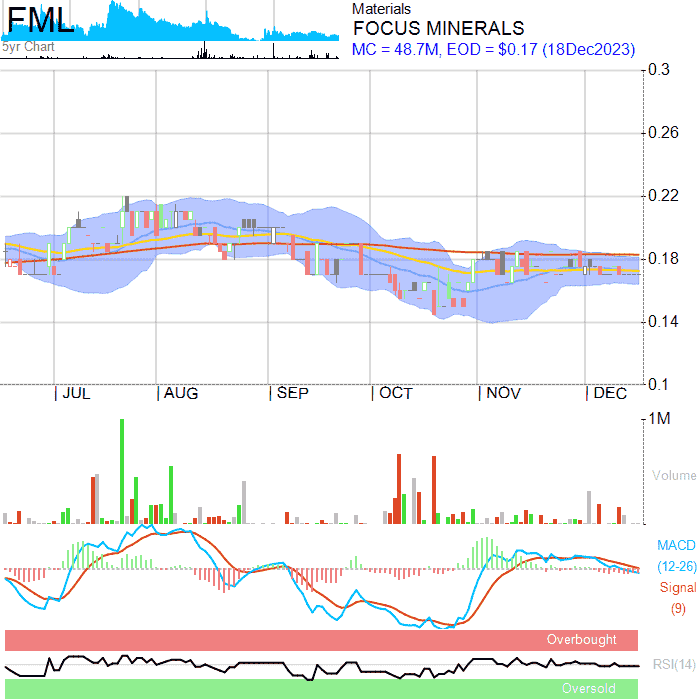 FML
5yr Chart
Materials
FOCUS MINERALS
MC = 48.7M, EOD = $0.17 (18Dec2023)
0.3
0.26
0.22
0.18
0.14
0.1
JUL AUG SEP OCT NOV DEC
1M
Volume
MACD
(12-26)
Signal
(9)
Overbought
RSI(14)
Oversold